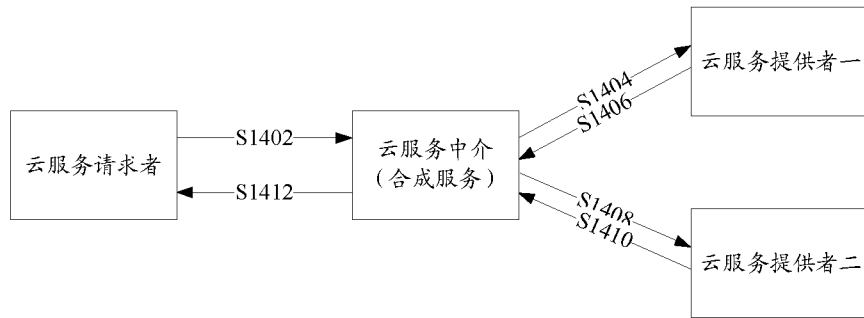 云服务请求者
S1402
S1412
云服务中介
（合成服务）
S1404
S1406
S1408
S1410
云服务提供者一
云服务提供者二